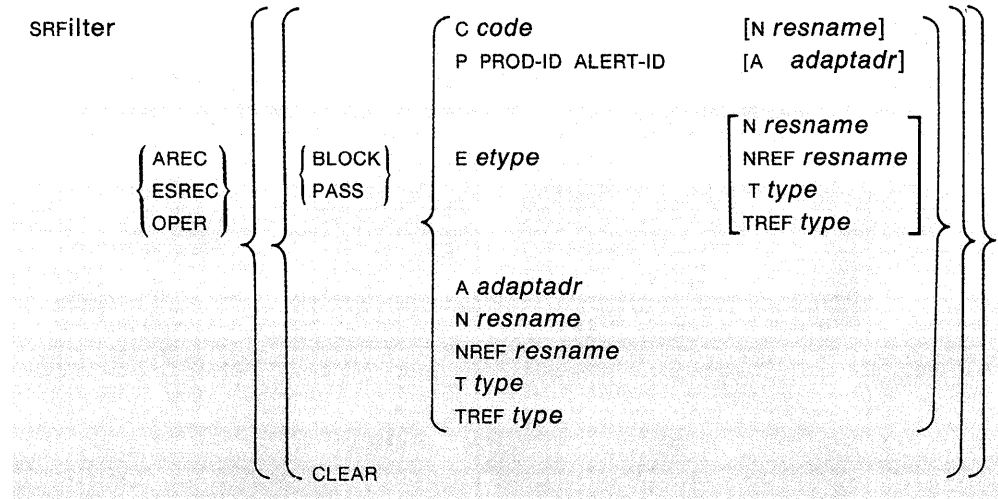 SRFilter
C code [N resname]
P PROD-ID ALERT-ID [A adaptadr]
N resname
AREC BLOCK E etype NREF resname
ESREC PASS T type
OPER TREF type
A adaptadr
N resname
NREF resname
T type
TREF type
CLEAR